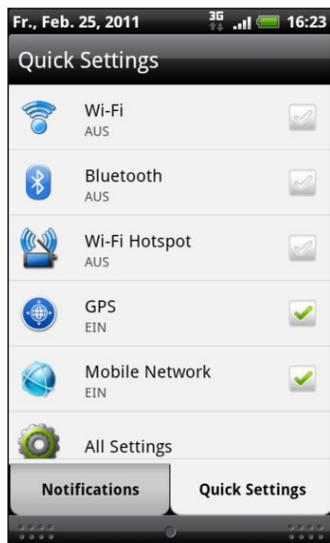 Fr., Feb. 25, 2011 3G 16:23
Quick Settings
Wi-Fi
AUS
Bluetooth
AUS
Wi-Fi Hotspot
AUS
GPS
EIN
Mobile Network
EIN
All Settings
Notifications Quick Settings